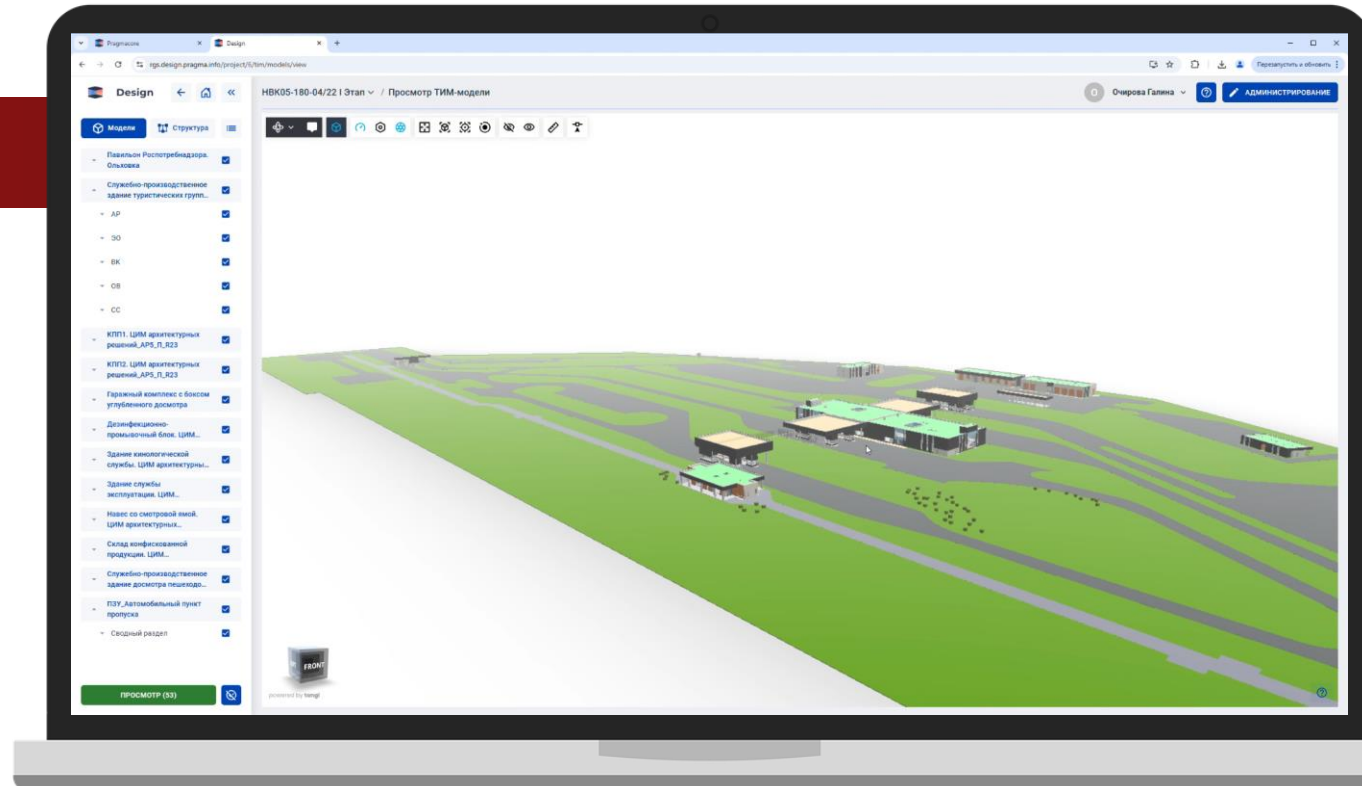 Pragmacore
Design
rgs.design.pragma.info/project/5/tim/models/view
Перезапустить и обновить
Design
НВК05-180-04/22 I Этап / Просмотр ТИМ-модели
О Очирова Галина
АДМИНИСТРИРОВАНИЕ
Модели
Структура
Павильон Роспотребнадзора.
Ольховка
Служебно-производственное
здание туристических групп...
АР
ЭО
ВК
ОВ
СС
КПП1. ЦИМ архитектурных
решений_АР5_П_R23
КПП2. ЦИМ архитектурных
решений_АР5_П_R23
Гаражный комплекс с боксом
углубленного досмотра
Дезинфекционно-
промывочный блок. ЦИМ...
Здание кинологической
службы. ЦИМ архитектурны...
Здание службы
эксплуатации. ЦИМ...
Навес со смотровой ямой.
ЦИМ архитектурных...
Склад конфискованной
продукции. ЦИМ...
Служебно-производственное
здание досмотра пешеходо...
ПЗУ_Автомобильный пункт
пропуска
Сводный раздел
ПРОСМОТР (53)
FRONT
powered by tangl